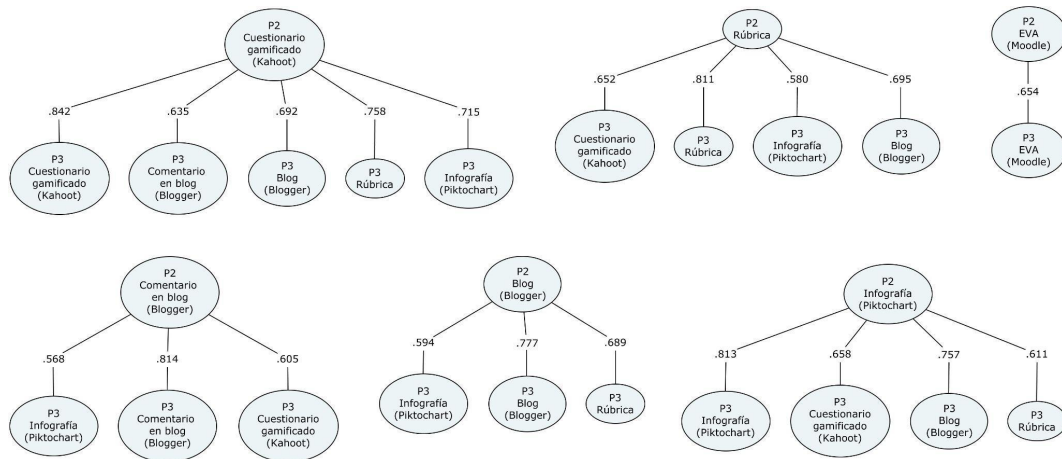 P2
Cuestionario
gamificado
(Kahoot)
.842
.635
.692
.758
.715
P3
Cuestionario
gamificado
(Kahoot)
P3
Comentario
en blog
(Blogger)
P3
Blog
(Blogger)
P3
Rúbrica
P3
Infografía
(Piktochart)
P2
Rúbrica
.652
.811
.580
.695
P3
Cuestionario
gamificado
(Kahoot)
P3
Rúbrica
P3
Infografía
(Piktochart)
P3
Blog
(Blogger)
P2
EVA
(Moodle)
.654
P3
EVA
(Moodle)
P2
Comentario
en blog
(Blogger)
.568
.814
.605
P3
Infografía
(Piktochart)
P3
Comentario
en blog
(Blogger)
P3
Cuestionario
gamificado
(Kahoot)
P2
Blog
(Blogger)
.594
.777
.689
P3
Infografía
(Piktochart)
P3
Blog
(Blogger)
P3
Rúbrica
P2
Infografía
(Piktochart)
.813
.658
.757
.611
P3
Infografía
(Piktochart)
P3
Cuestionario
gamificado
(Kahoot)
P3
Blog
(Blogger)
P3
Rúbrica